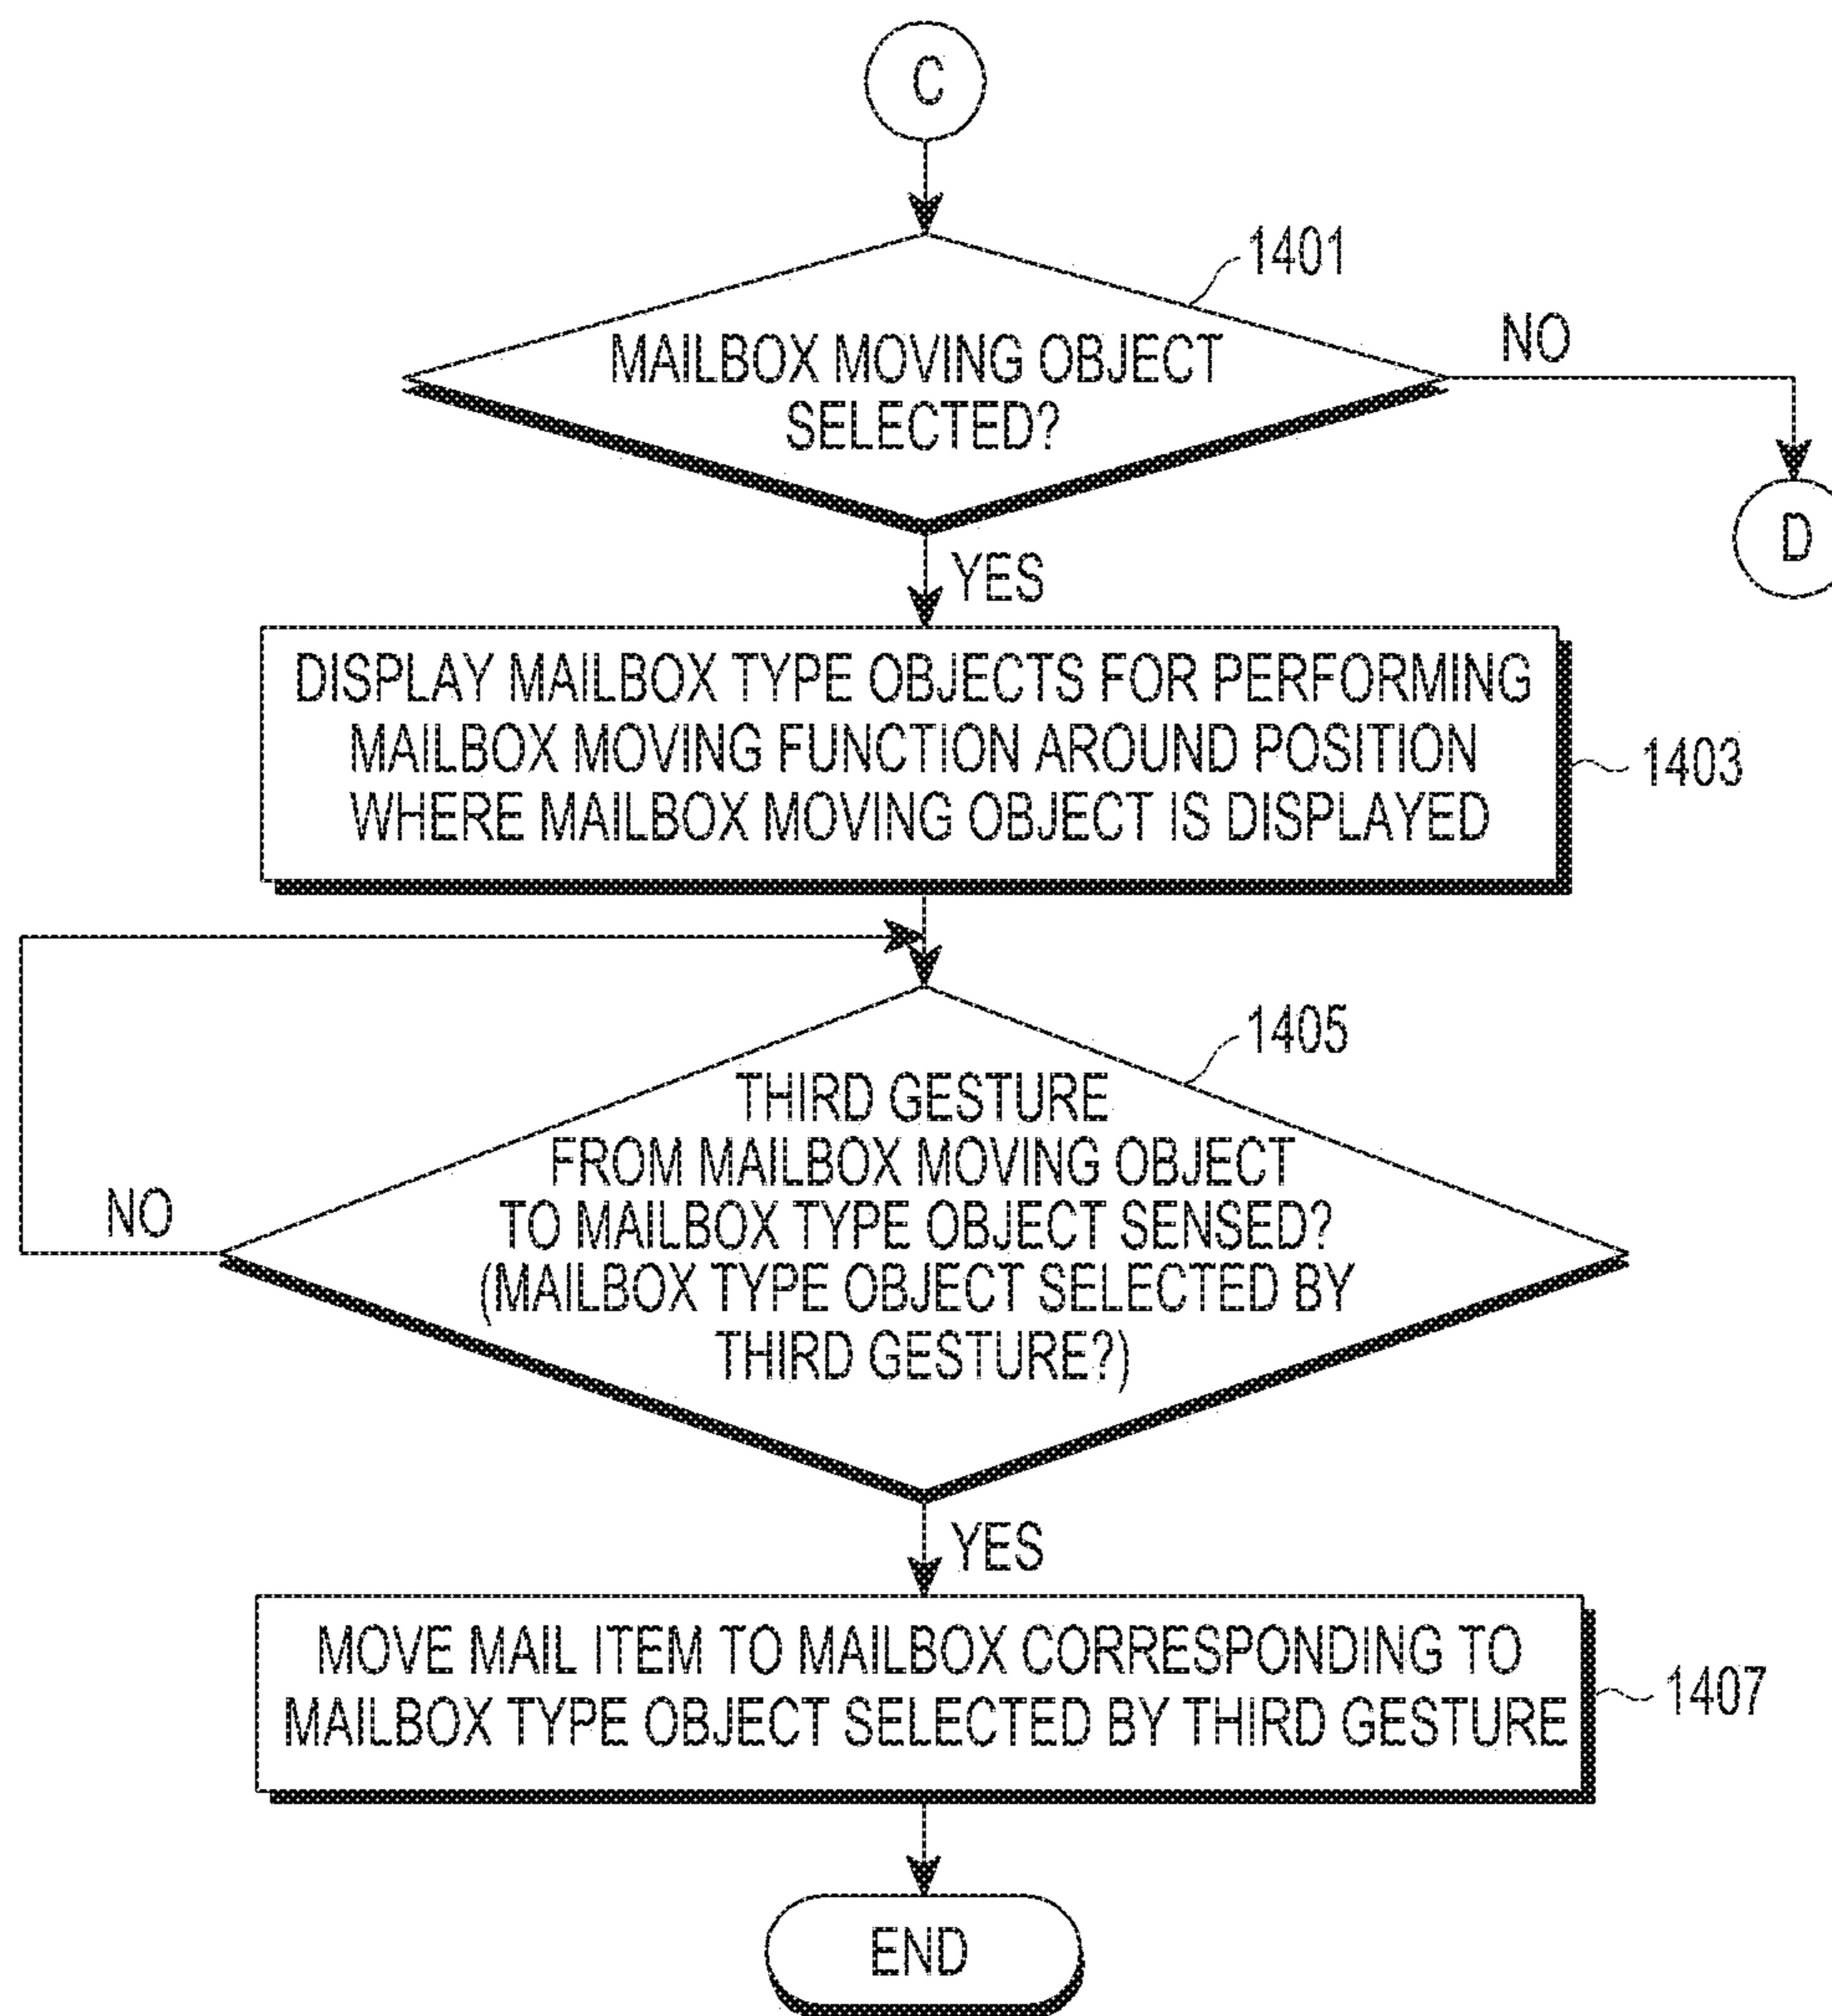 C
1401
MAILBOX MOVING OBJECT
SELECTED?
NO
D
YES
DISPLAY MAILBOX TYPE OBJECTS FOR PERFORMING
MAILBOX MOVING FUNCTION AROUND POSITION
WHERE MAILBOX MOVING OBJECT IS DISPLAYED
1403
1405
THIRD GESTURE
FROM MAILBOX MOVING OBJECT
TO MAILBOX TYPE OBJECT SENSED?
(MAILBOX TYPE OBJECT SELECTED BY
THIRD GESTURE?)
NO
YES
MOVE MAIL ITEM TO MAILBOX CORRESPONDING TO
MAILBOX TYPE OBJECT SELECTED BY THIRD GESTURE
1407
END